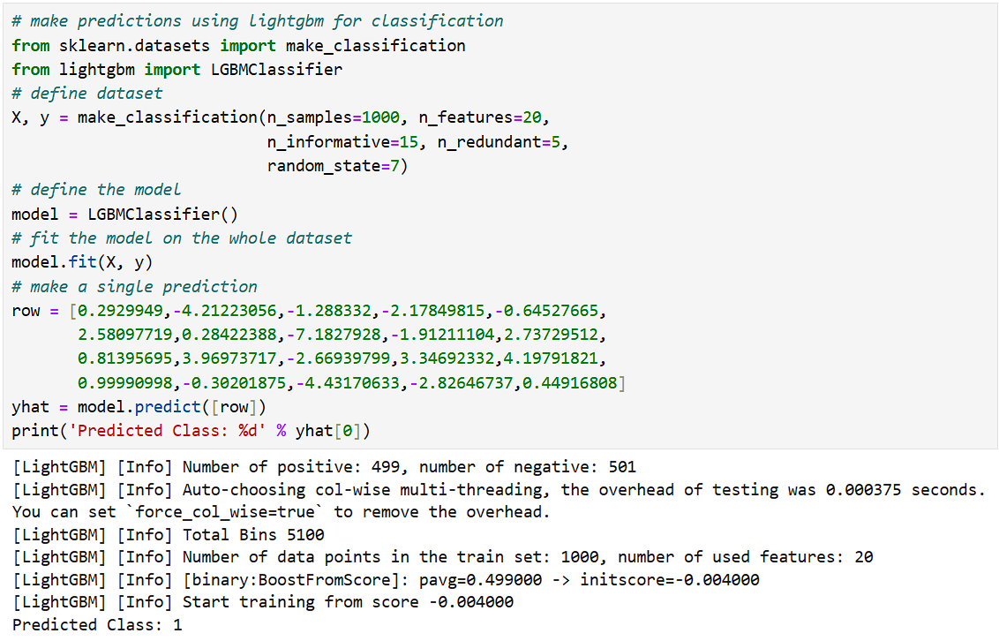 # make predictions using lightgbm for classification
from sklearn.datasets import make_classification
from lightgbm import LGBMClassifier
# define dataset
X, y = make_classification(n_samples=1000, n_features=20,
                           n_informative=15, n_redundant=5,
                           random_state=7)
# define the model
model = LGBMClassifier()
# fit the model on the whole dataset
model.fit(X, y)
# make a single prediction
row = [0.2929949,-4.21223056,-1.288332,-2.17849815,-0.64527665,
       2.58097719,0.28422388,-7.1827928,-1.91211104,2.73729512,
       0.81395695,3.96973717,-2.66939799,3.34692332,4.19791821,
       0.99990998,-0.30201875,-4.43170633,-2.82646737,0.44916808]
yhat = model.predict([row])
print('Predicted Class: %d' % yhat[0])
[LightGBM] [Info] Number of positive: 499, number of negative: 501
[LightGBM] [Info] Auto-choosing col-wise multi-threading, the overhead of testing was 0.000375 seconds.
You can set `force_col_wise=true` to remove the overhead.
[LightGBM] [Info] Total Bins 5100
[LightGBM] [Info] Number of data points in the train set: 1000, number of used features: 20
[LightGBM] [Info] [binary:BoostFromScore]: pavg=0.499000 -> initscore=-0.004000
[LightGBM] [Info] Start training from score -0.004000
Predicted Class: 1